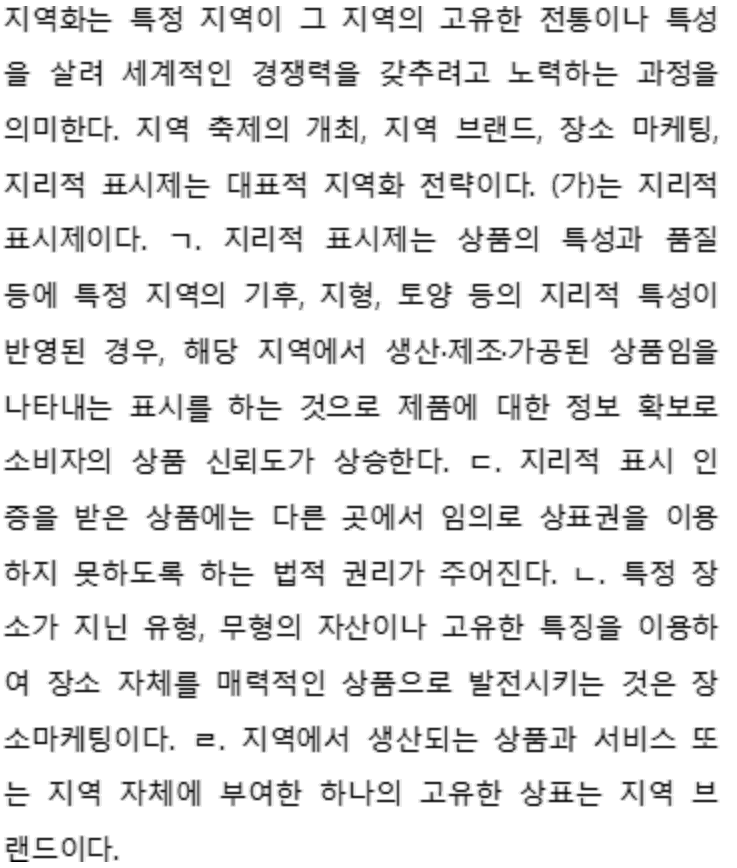 지역화는 특정 지역이 그 지역의 고유한 전통이나 특성
을 살려 세계적인 경쟁력을 갖추려고 노력하는 과정을
의미한다. 지역 축제의 개최, 지역 브랜드, 장소 마케팅,
지리적 표시제는 대표적 지역화 전략이다. (가)는 지리적
표시제이다. ㄱ. 지리적 표시제는 상품의 특성과 품질
등에 특정 지역의 기후, 지형, 토양 등의 지리적 특성이
반영된 경우, 해당 지역에서 생산·제조·가공된 상품임을
나타내는 표시를 하는 것으로 제품에 대한 정보 확보로
소비자의 상품 신뢰도가 상승한다. ㄷ. 지리적 표시 인
증을 받은 상품에는 다른 곳에서 임의로 상표권을 이용
하지 못하도록 하는 법적 권리가 주어진다. ㄴ. 특정 장
소가 지닌 유형, 무형의 자산이나 고유한 특징을 이용하
여 장소 자체를 매력적인 상품으로 발전시키는 것은 장
소마케팅이다. ㄹ. 지역에서 생산되는 상품과 서비스 또
는 지역 자체에 부여한 하나의 고유한 상표는 지역 브
랜드이다.